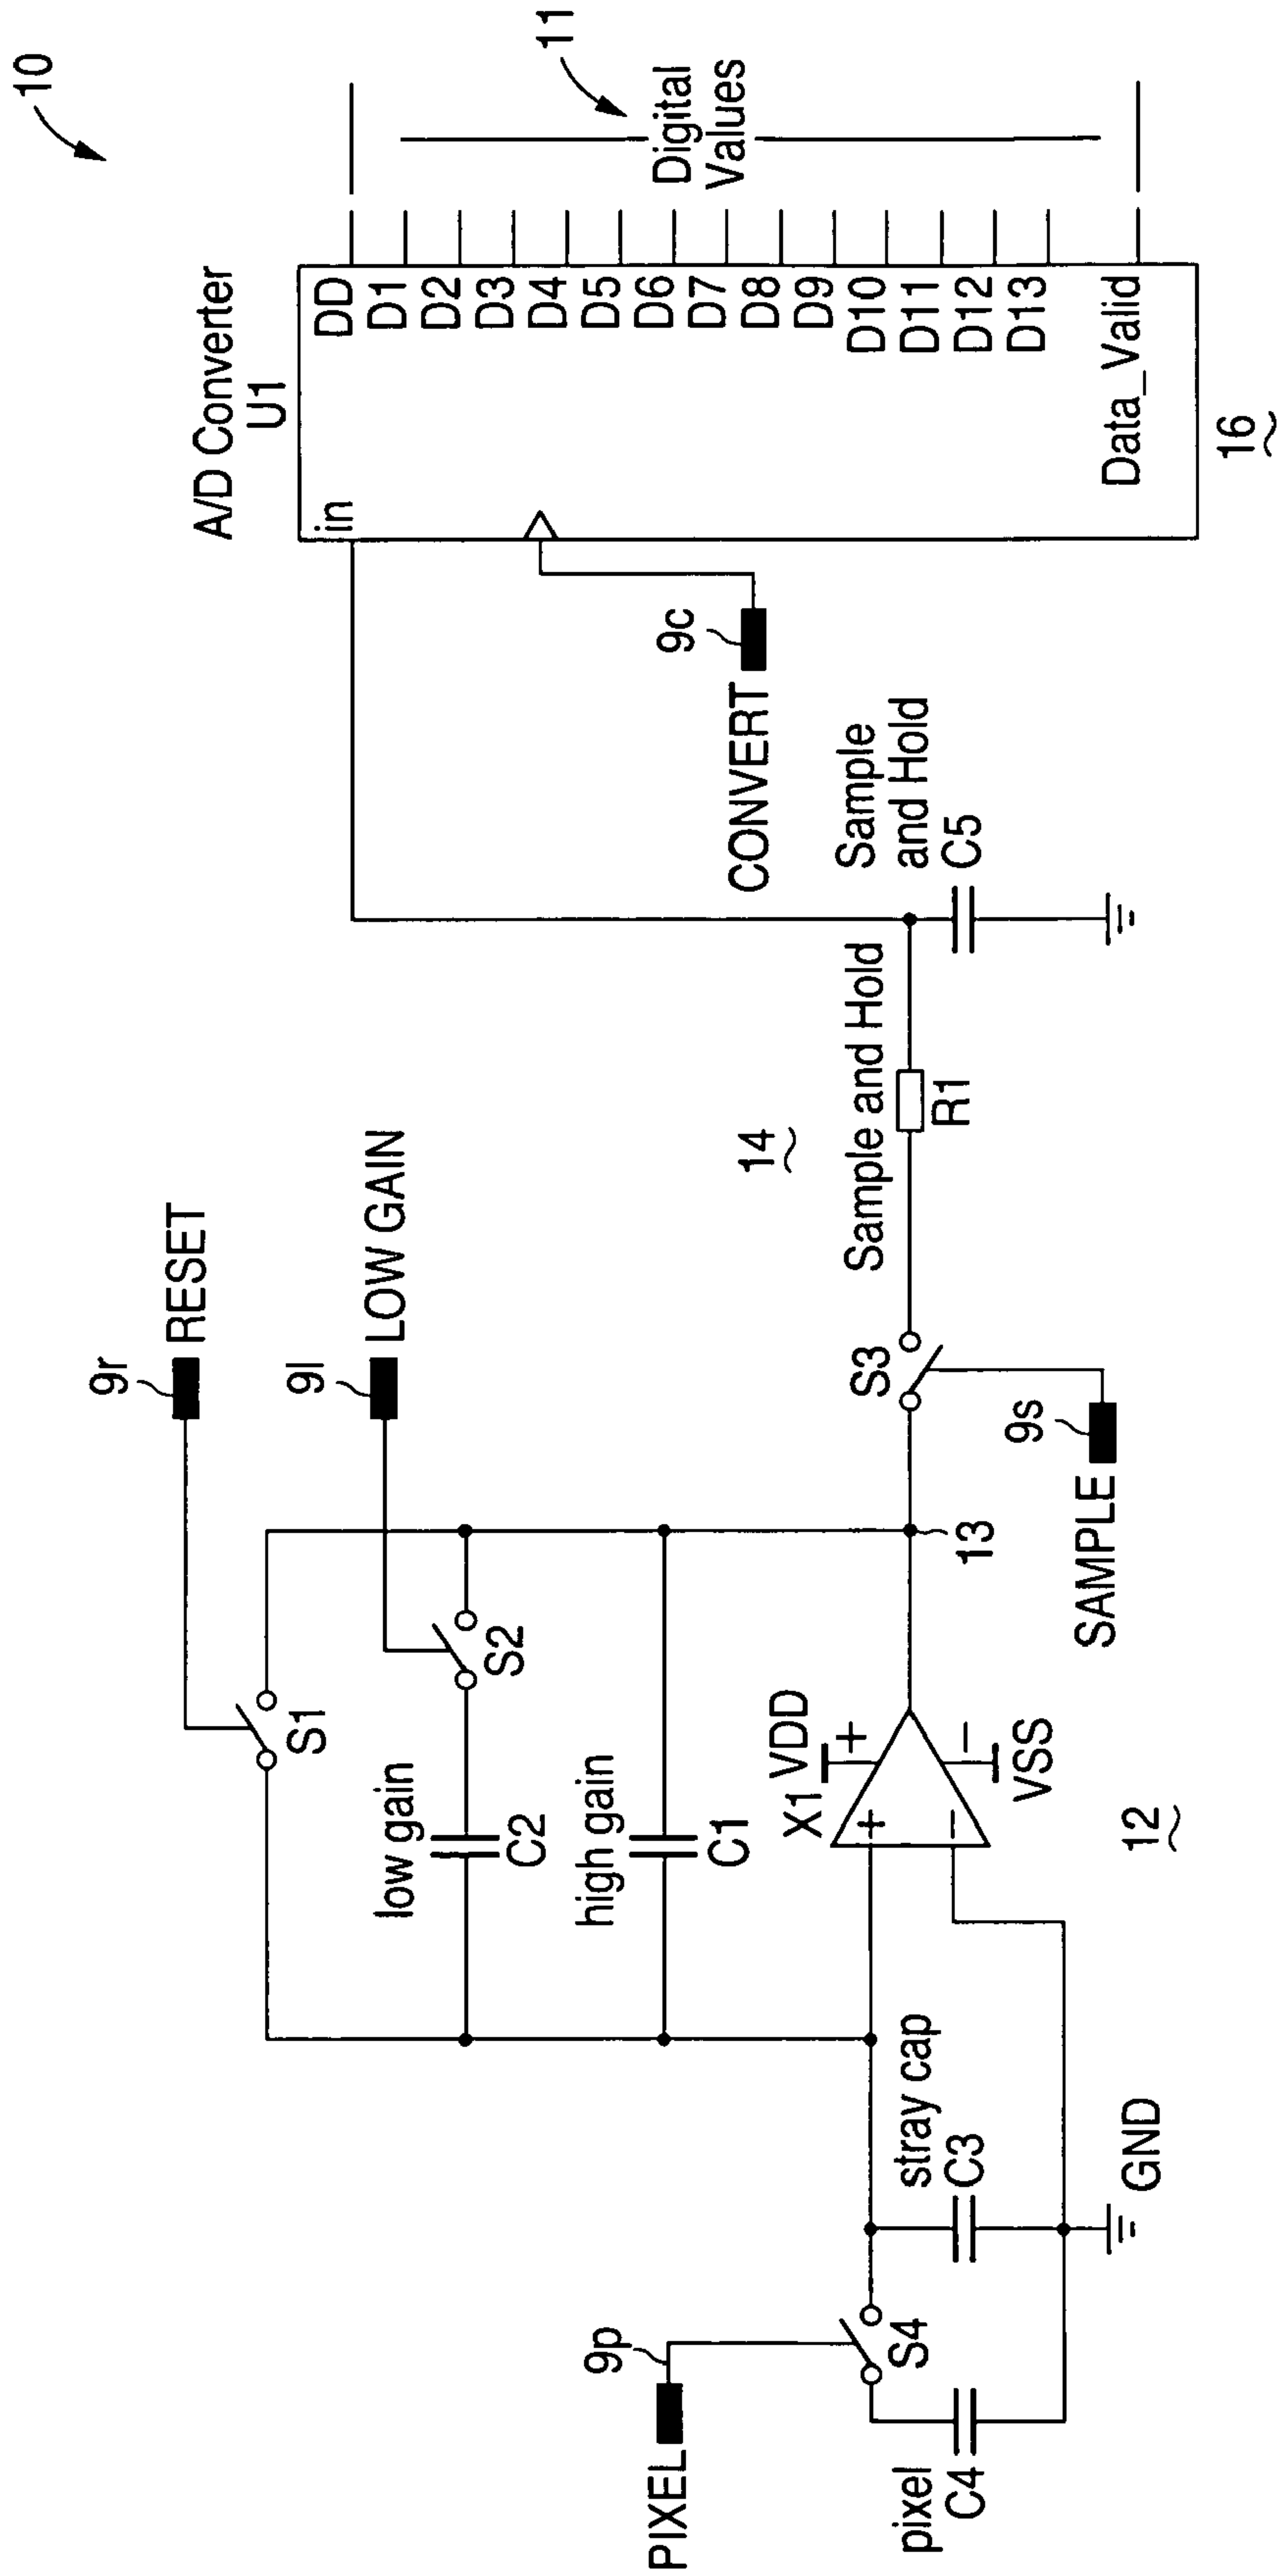 10
RESET
9r
LOW GAIN
9l
S1
low gain
C2
S2
high gain
C1
PIXEL
9p
pixel
C4
S4
stray cap
C3
GND
X1
VDD
+
+
−
−
VSS
12
13
S3
9s
SAMPLE
14
Sample and Hold
R1
Sample
and Hold
C5
CONVERT
9c
A/D Converter
U1
in
DD
D1
D2
D3
D4
D5
D6
D7
D8
D9
D10
D11
D12
D13
Data_Valid
16
Digital
Values
11